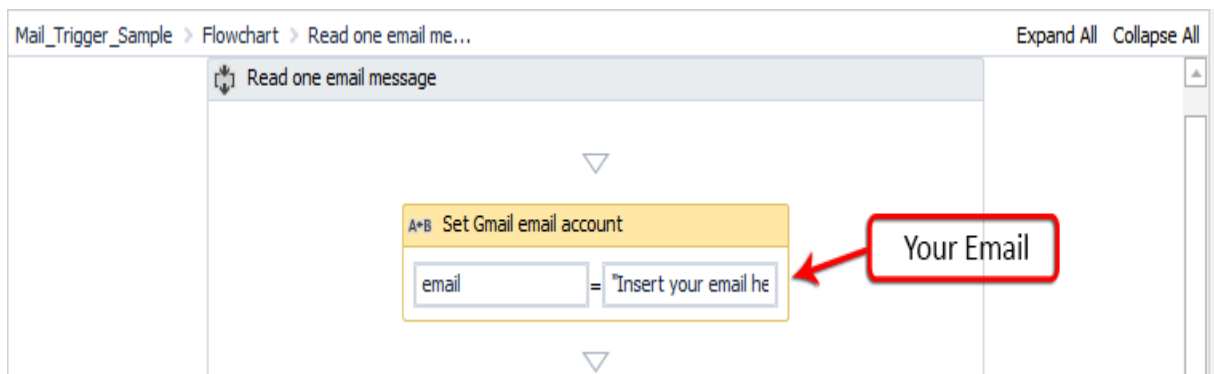 Mail_Trigger_Sample > Flowchart > Read one email me... Expand All Collapse All
Read one email message
A+B Set Gmail email account
email = "Insert your email he
Your Email